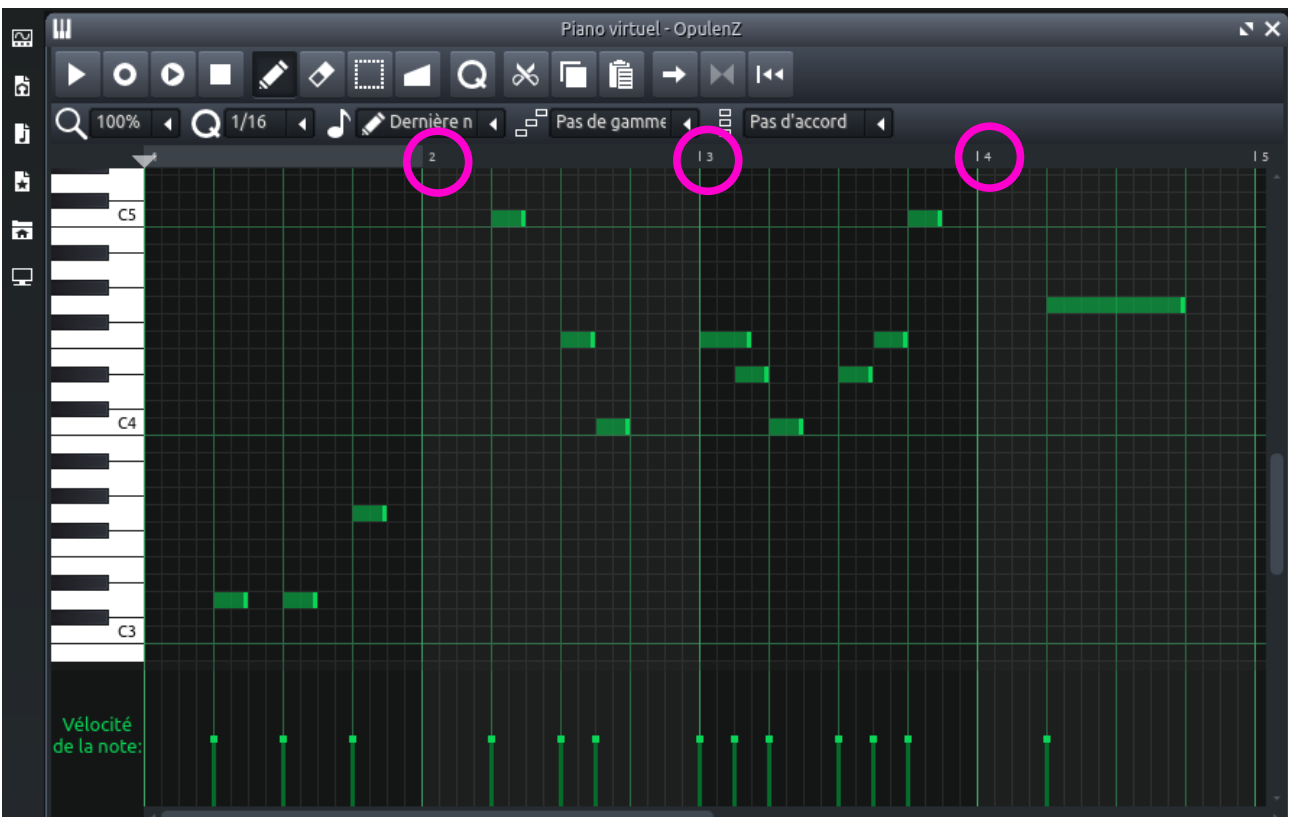 Piano virtuel - OpulenZ
100% 1/16 Dernière n Pas de gamme Pas d'accord
2 3 4 5
C5
C4
C3
Vélocité
de la note: